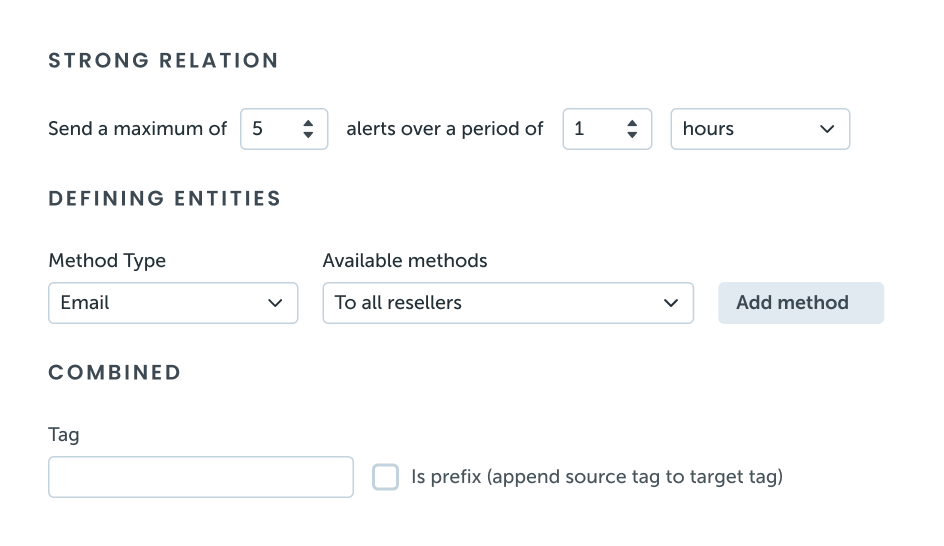 STRONG RELATION
Send a maximum of 5 alerts over a period of 1 hours
DEFINING ENTITIES
Method Type Available methods
Email To all resellers Add method
COMBINED
Tag
Is prefix (append source tag to target tag)